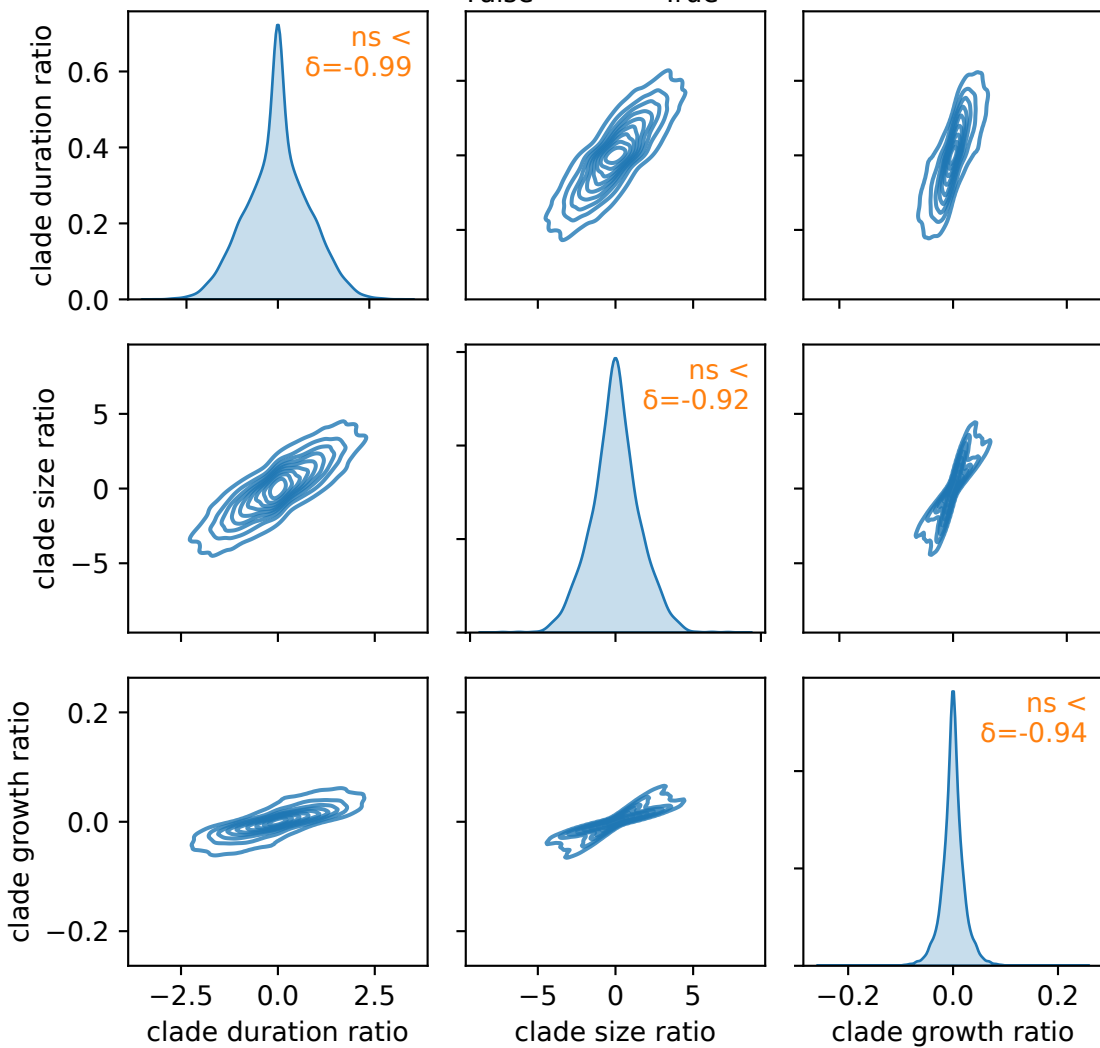 True
clade duration ratio
0.6
0.4
0.2
0.0
ns <
δ=-0.99
clade size ratio
5
0
−5
ns <
δ=-0.92
clade growth ratio
0.2
0.0
−0.2
ns <
δ=-0.94
−2.5 0.0 2.5
−5 0 5
−0.2 0.0 0.2
clade duration ratio
clade size ratio
clade growth ratio